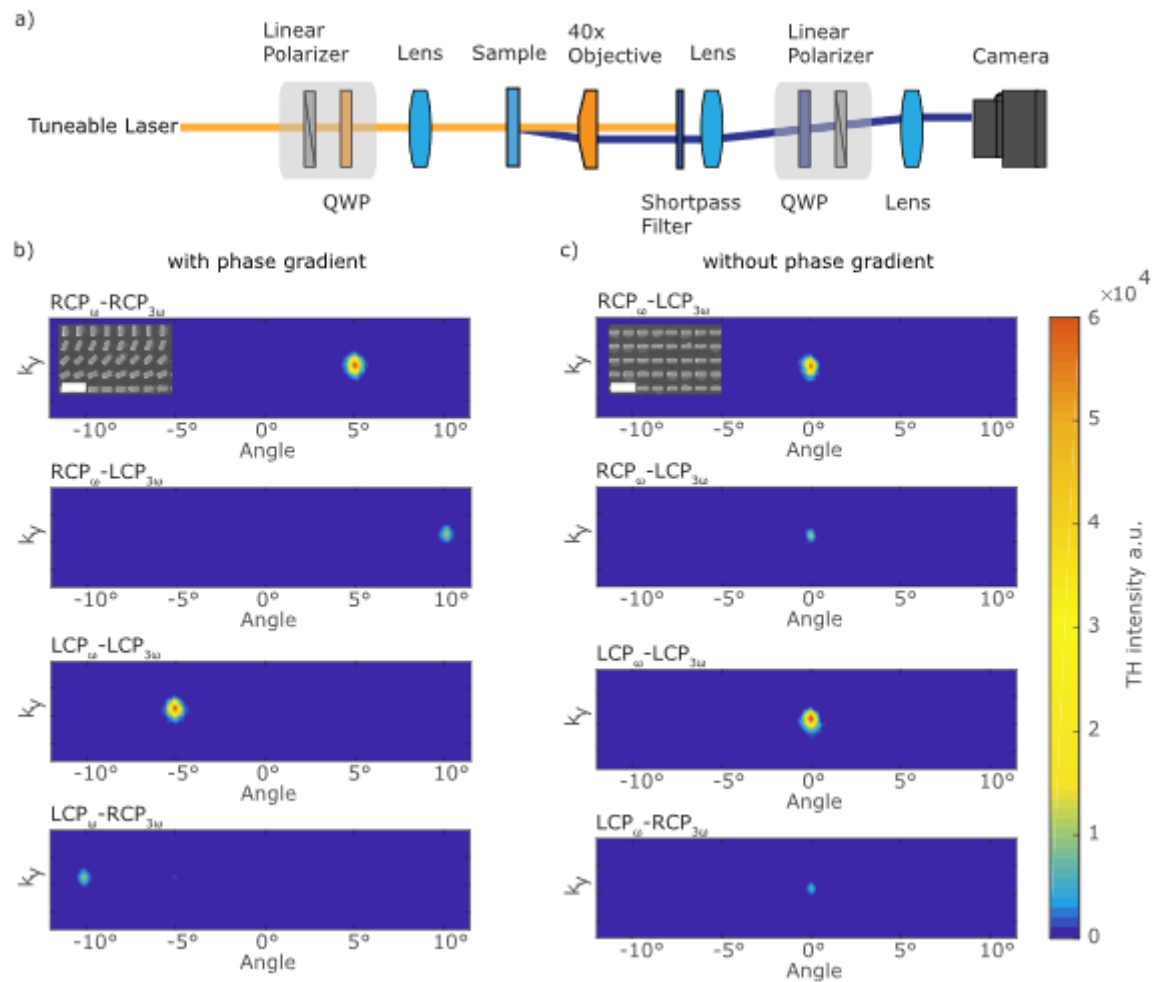 a)
Linear
Polarizer
Lens
Sample
40x
Objective
Lens
Linear
Polarizer
Camera
Tuneable Laser
QWP
Shortpass
Filter
QWP
Lens
b)
with phase gradient
RCPω-RCP3ω
ky
-10° -5° 0° 5° 10°
Angle
RCPω-LCP3ω
ky
-10° -5° 0° 5° 10°
Angle
LCPω-LCP3ω
ky
-10° -5° 0° 5° 10°
Angle
LCPω-RCP3ω
ky
-10° -5° 0° 5° 10°
Angle
c)
without phase gradient
RCPω-LCP3ω
ky
-10° -5° 0° 5° 10°
Angle
RCPω-LCP3ω
ky
-10° -5° 0° 5° 10°
Angle
LCPω-LCP3ω
ky
-10° -5° 0° 5° 10°
Angle
LCPω-RCP3ω
ky
-10° -5° 0° 5° 10°
Angle
×10⁴
6
5
4
3
2
1
0
TH intensity a.u.